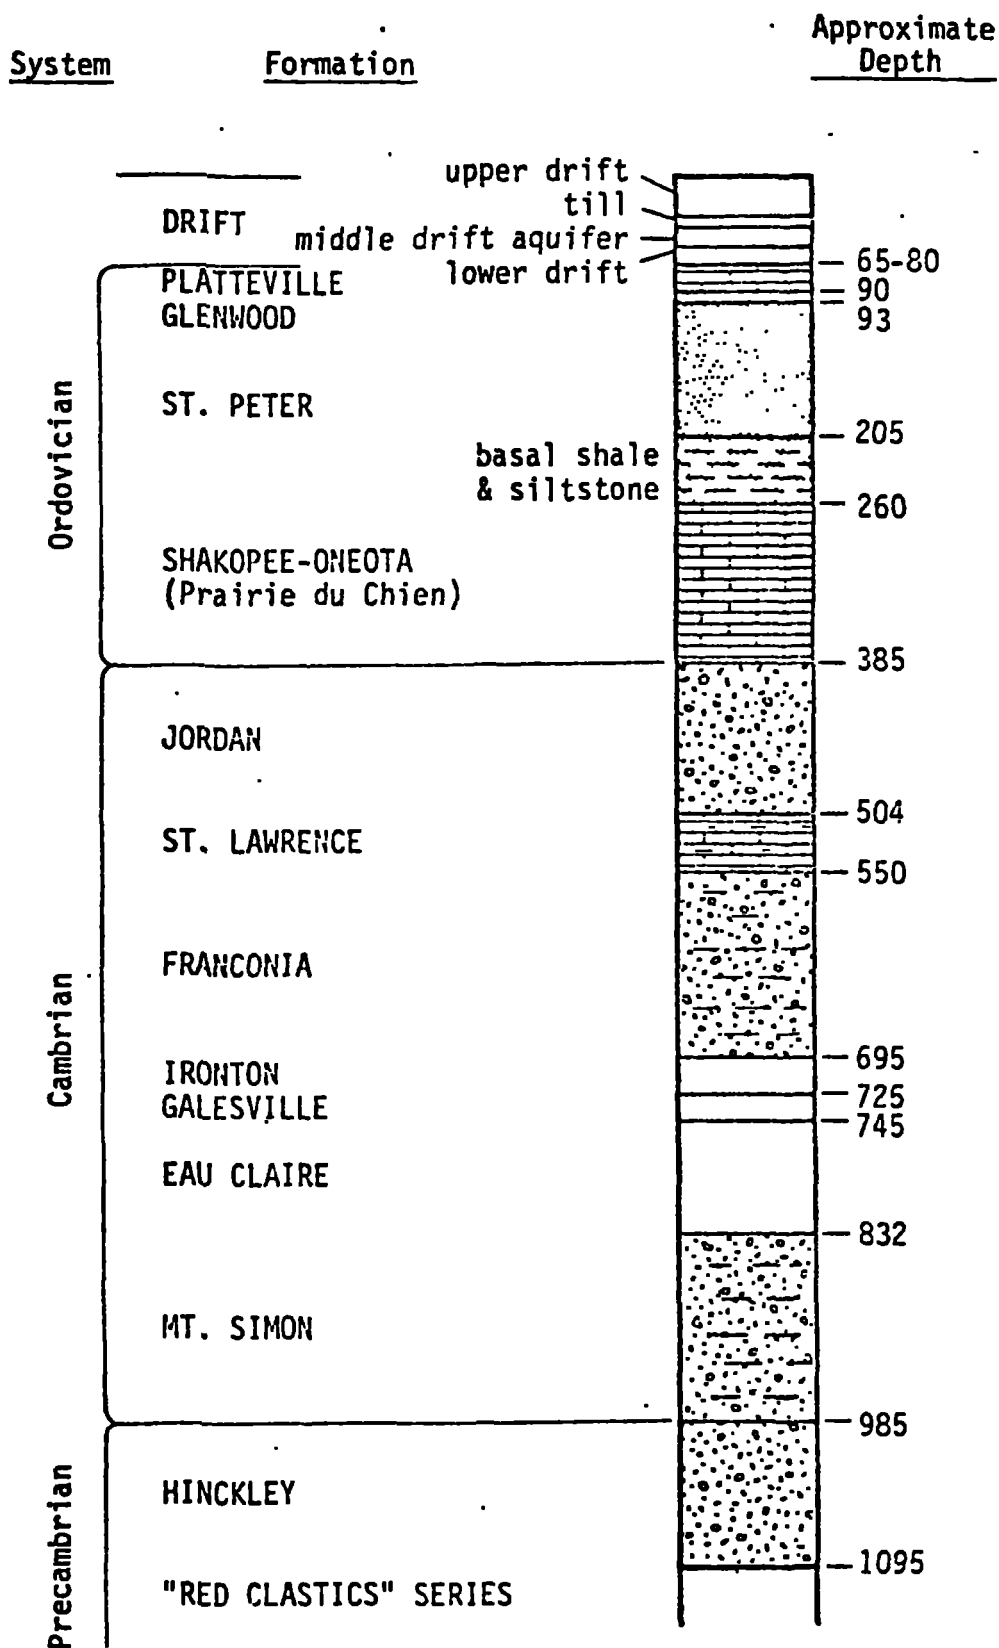 Approximate
System Formation Depth
upper drift
till
DRIFT
middle drift aquifer
lower drift
65-80
PLATTEVILLE
90
GLENWOOD
93
ST. PETER
205
basal shale
& siltstone
260
Ordovician
SHAKOPEE-ONEOTA
(Prairie du Chien)
385
JORDAN
504
ST. LAWRENCE
550
FRANCONIA
Cambrian
695
IRONTON
725
GALESVILLE
745
EAU CLAIRE
832
MT. SIMON
985
HINCKLEY
Precambrian
1095
"RED CLASTICS" SERIES